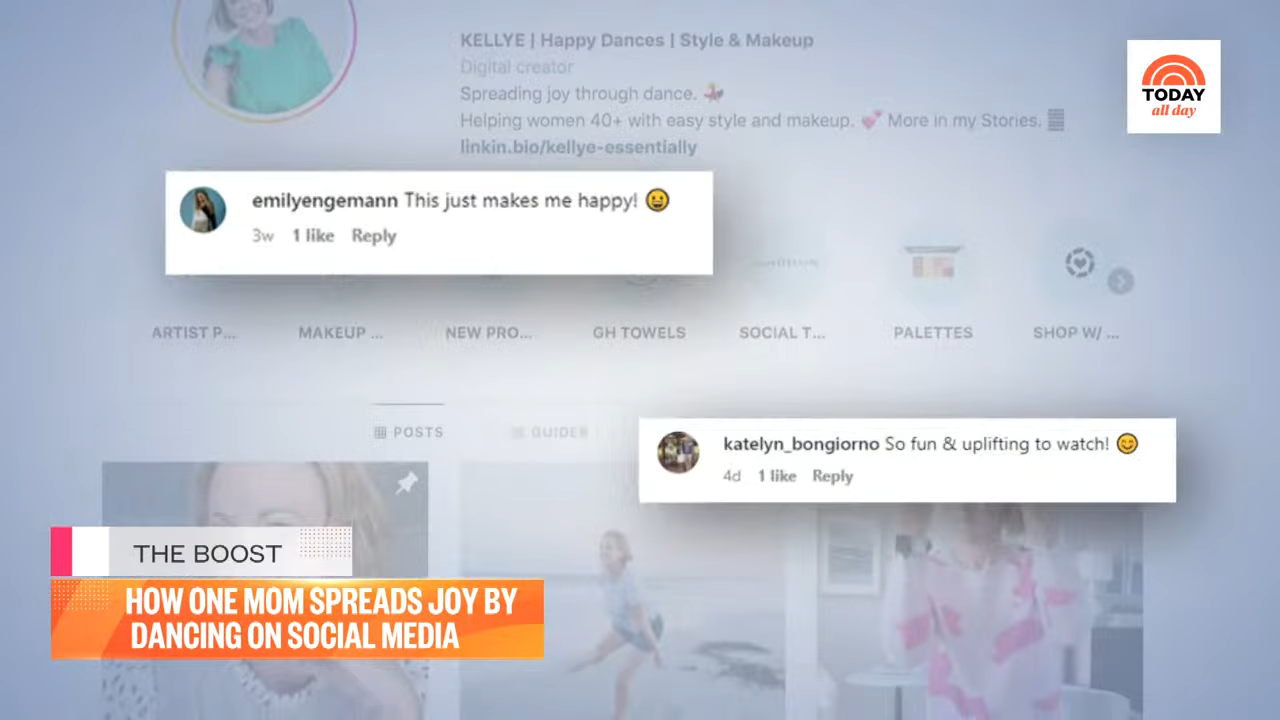 KELLYE | Happy Dances | Style & Makeup
Digital creator
Spreading joy through dance. 💃
Helping women 40+ with easy style and makeup. 💞 More in my Stories.
linkin.bio/kellye-essentially
TODAY
all day
emilyengemann This just makes me happy! 😀
3w 1 like Reply
ARTIST P... MAKEUP ... NEW PRO... GH TOWELS SOCIAL T... PALETTES SHOP W/ ...
POSTS GUIDES
katelyn_bongiorno So fun & uplifting to watch! 😊
4d 1 like Reply
THE BOOST
HOW ONE MOM SPREADS JOY BY
DANCING ON SOCIAL MEDIA